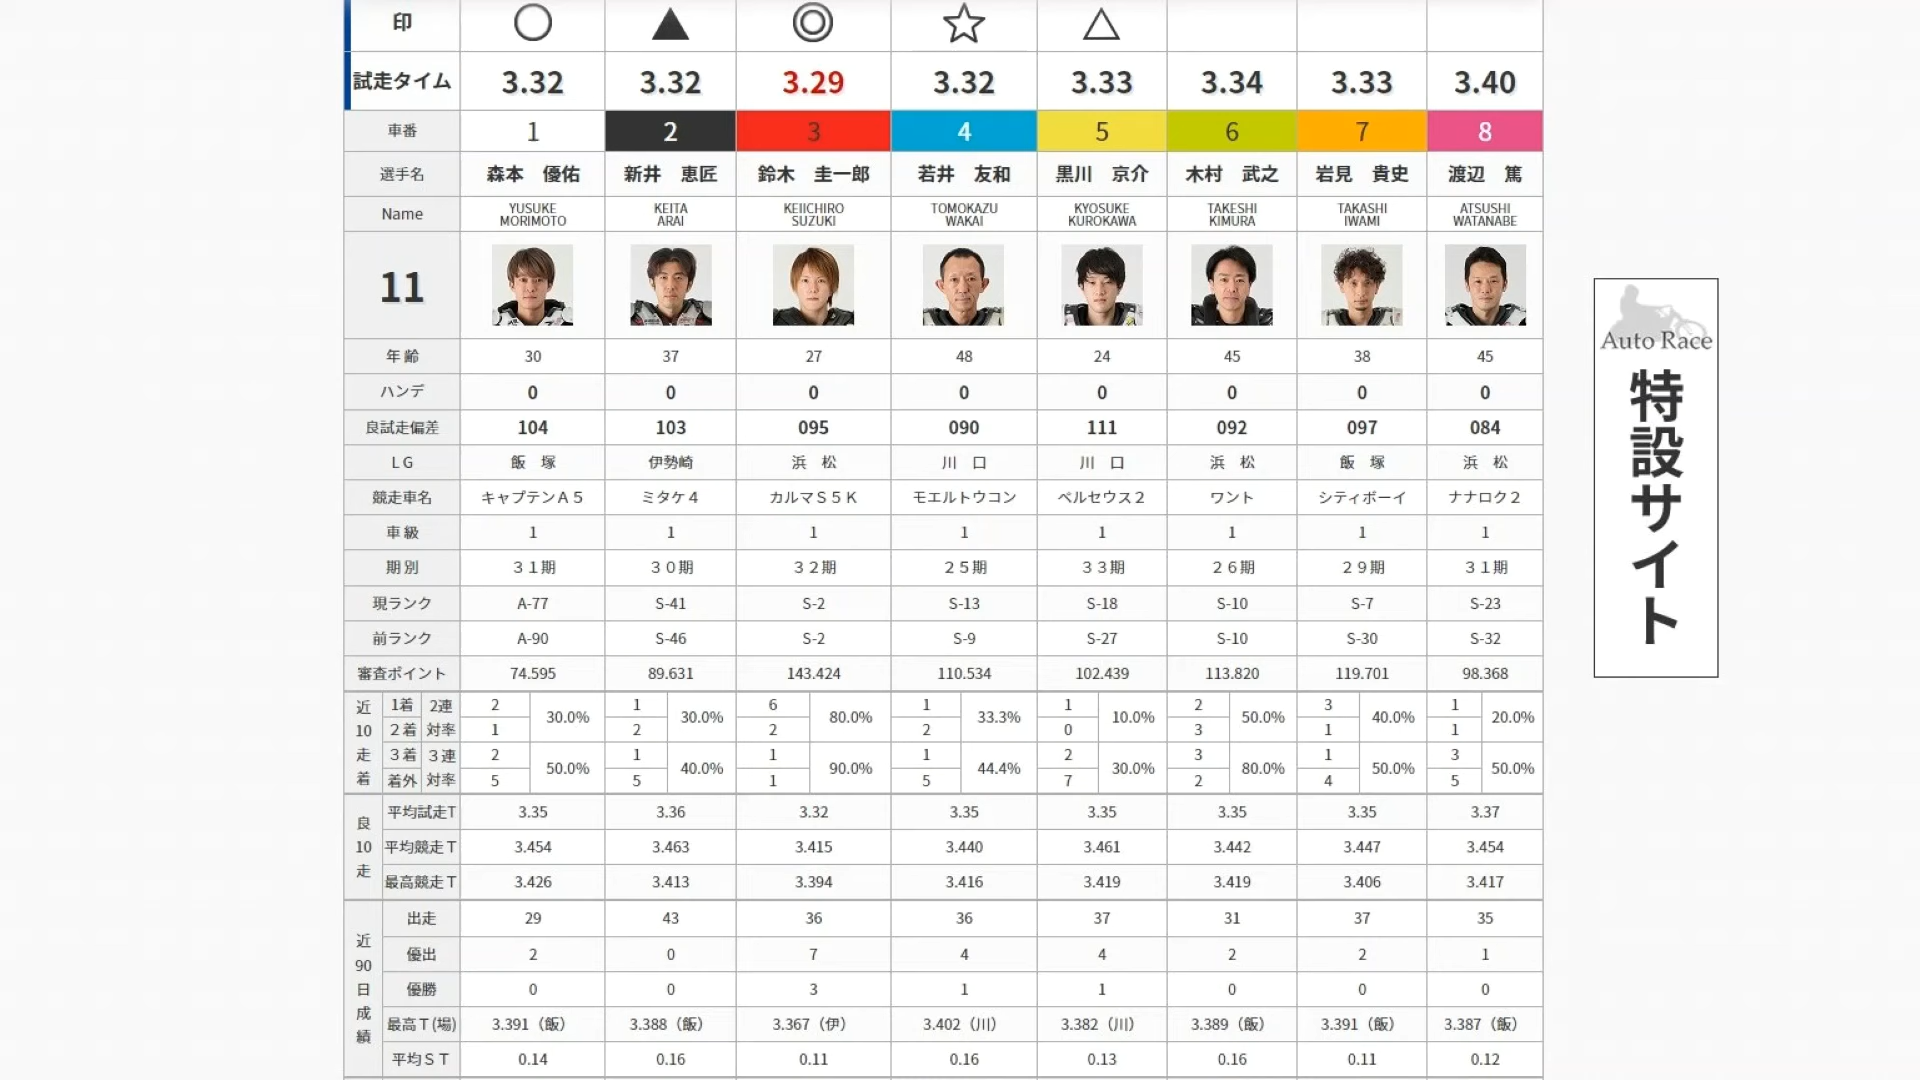 印 ○ ▲ ◎ ☆ △
試走タイム 3.32 3.32 3.29 3.32 3.33 3.34 3.33 3.40
車番 1 2 3 4 5 6 7 8
選手名 森本 優佑 新井 恵匠 鈴木 圭一郎 若井 友和 黒川 京介 木村 武之 岩見 貴史 渡辺 篤
Name YUSUKE MORIMOTO KEITA ARAI KEIICHIRO SUZUKI TOMOKAZU WAKAI KYOSUKE KUROKAWA TAKESHI KIMURA TAKASHI IWAMI ATSUSHI WATANABE
11
年 齢 30 37 27 48 24 45 38 45
ハンデ 0 0 0 0 0 0 0 0
良試走偏差 104 103 095 090 111 092 097 084
L G 飯 塚 伊勢崎 浜 松 川 口 川 口 浜 松 飯 塚 浜 松
競走車名 キャプテンA5 ミタケ4 カルマS5K モエルトウコン ペルセウス2 ワント シティボーイ ナナロク2
車 級 1 1 1 1 1 1 1 1
期 別 31期 30期 32期 25期 33期 26期 29期 31期
現ランク A-77 S-41 S-2 S-13 S-18 S-10 S-7 S-23
前ランク A-90 S-46 S-2 S-9 S-27 S-10 S-30 S-32
審査ポイント 74.595 89.631 143.424 110.534 102.439 113.820 119.701 98.368
近10走着
1着 2連 2 1 6 1 1 2 3 1
2着 対率 1 2 2 2 0 3 1 1
30.0% 30.0% 80.0% 33.3% 10.0% 50.0% 40.0% 20.0%
3着 3連 2 1 1 1 2 3 1 3
着外 対率 5 5 1 5 7 2 4 5
50.0% 40.0% 90.0% 44.4% 30.0% 80.0% 50.0% 50.0%
良10走
平均試走T 3.35 3.36 3.32 3.35 3.35 3.35 3.35 3.37
平均競走T 3.454 3.463 3.415 3.440 3.461 3.442 3.447 3.454
最高競走T 3.426 3.413 3.394 3.416 3.419 3.419 3.406 3.417
近90日成績
出走 29 43 36 36 37 31 37 35
優出 2 0 7 4 4 2 2 1
優勝 0 0 3 1 1 0 0 0
最高T(場) 3.391（飯） 3.388（飯） 3.367（伊） 3.402（川） 3.382（川） 3.389（飯） 3.391（飯） 3.387（飯）
平均ST 0.14 0.16 0.11 0.16 0.13 0.16 0.11 0.12
Auto Race
特設サイト